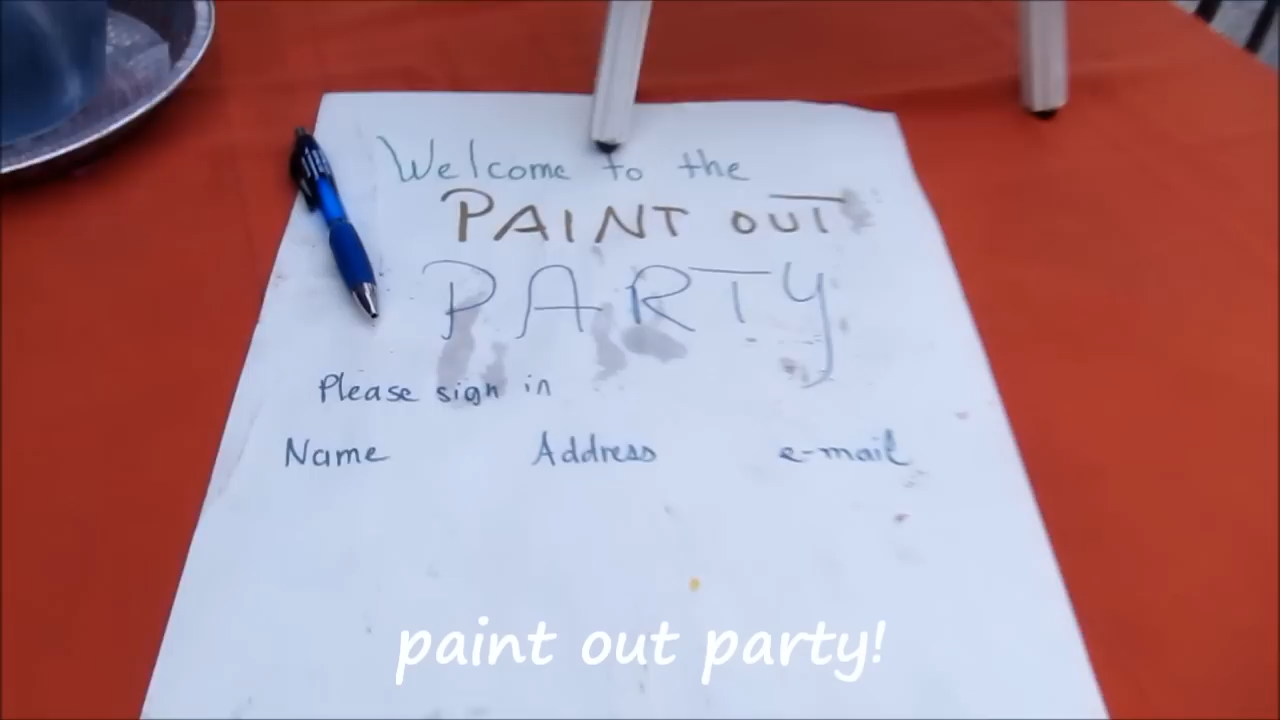 Welcome to the
PAINT OUT
PARTY
Please sign in
Name Address e-mail
paint out party!